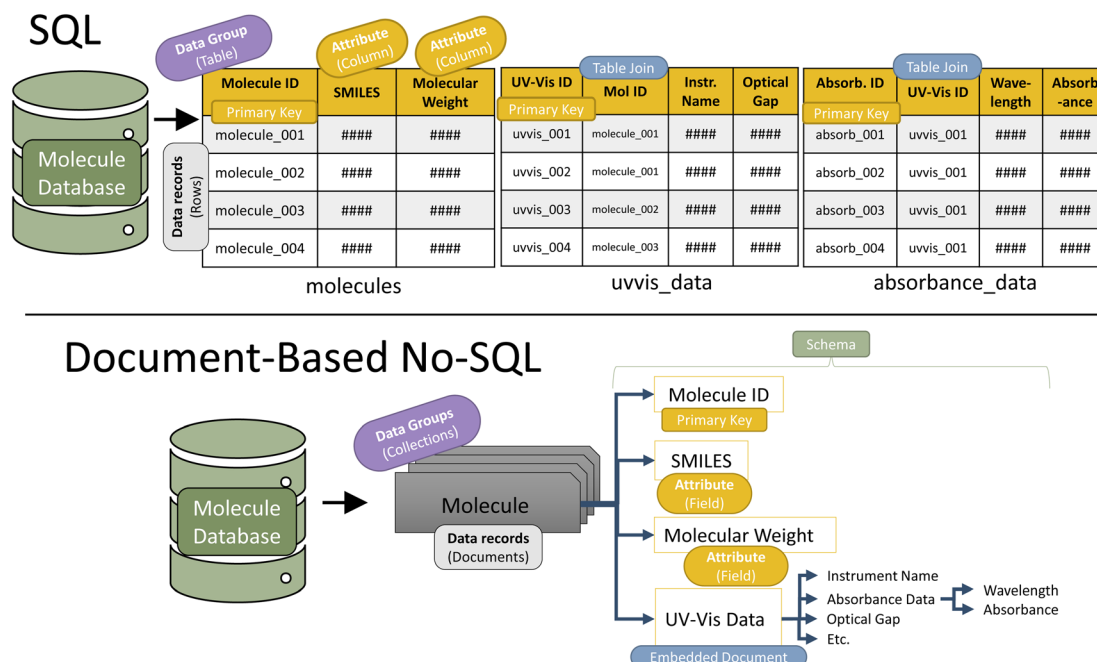 SQL
Data Group
(Table)
Attribute
(Column)
Attribute
(Column)
Molecule
Database
Data records
(Rows)
Molecule ID
Primary Key
SMILES
Molecular
Weight
molecule_001 #### ####
molecule_002 #### ####
molecule_003 #### ####
molecule_004 #### ####
molecules
UV-Vis ID
Primary Key
Table Join
Mol ID
Instr.
Name
Optical
Gap
uvvis_001 molecule_001 #### ####
uvvis_002 molecule_001 #### ####
uvvis_003 molecule_002 #### ####
uvvis_004 molecule_003 #### ####
uvvis_data
Absorb. ID
Primary Key
Table Join
UV-Vis ID
Wave-
length
Absorb
-ance
absorb_001 uvvis_001 #### ####
absorb_002 uvvis_001 #### ####
absorb_003 uvvis_001 #### ####
absorb_004 uvvis_001 #### ####
absorbance_data
Document-Based No-SQL
Schema
Molecule
Database
Data Groups
(Collections)
Molecule
Data records
(Documents)
Molecule ID
Primary Key
SMILES
Attribute
(Field)
Molecular Weight
Attribute
(Field)
UV-Vis Data
Embedded Document
Instrument Name
Absorbance Data
Optical Gap
Etc.
Wavelength
Absorbance